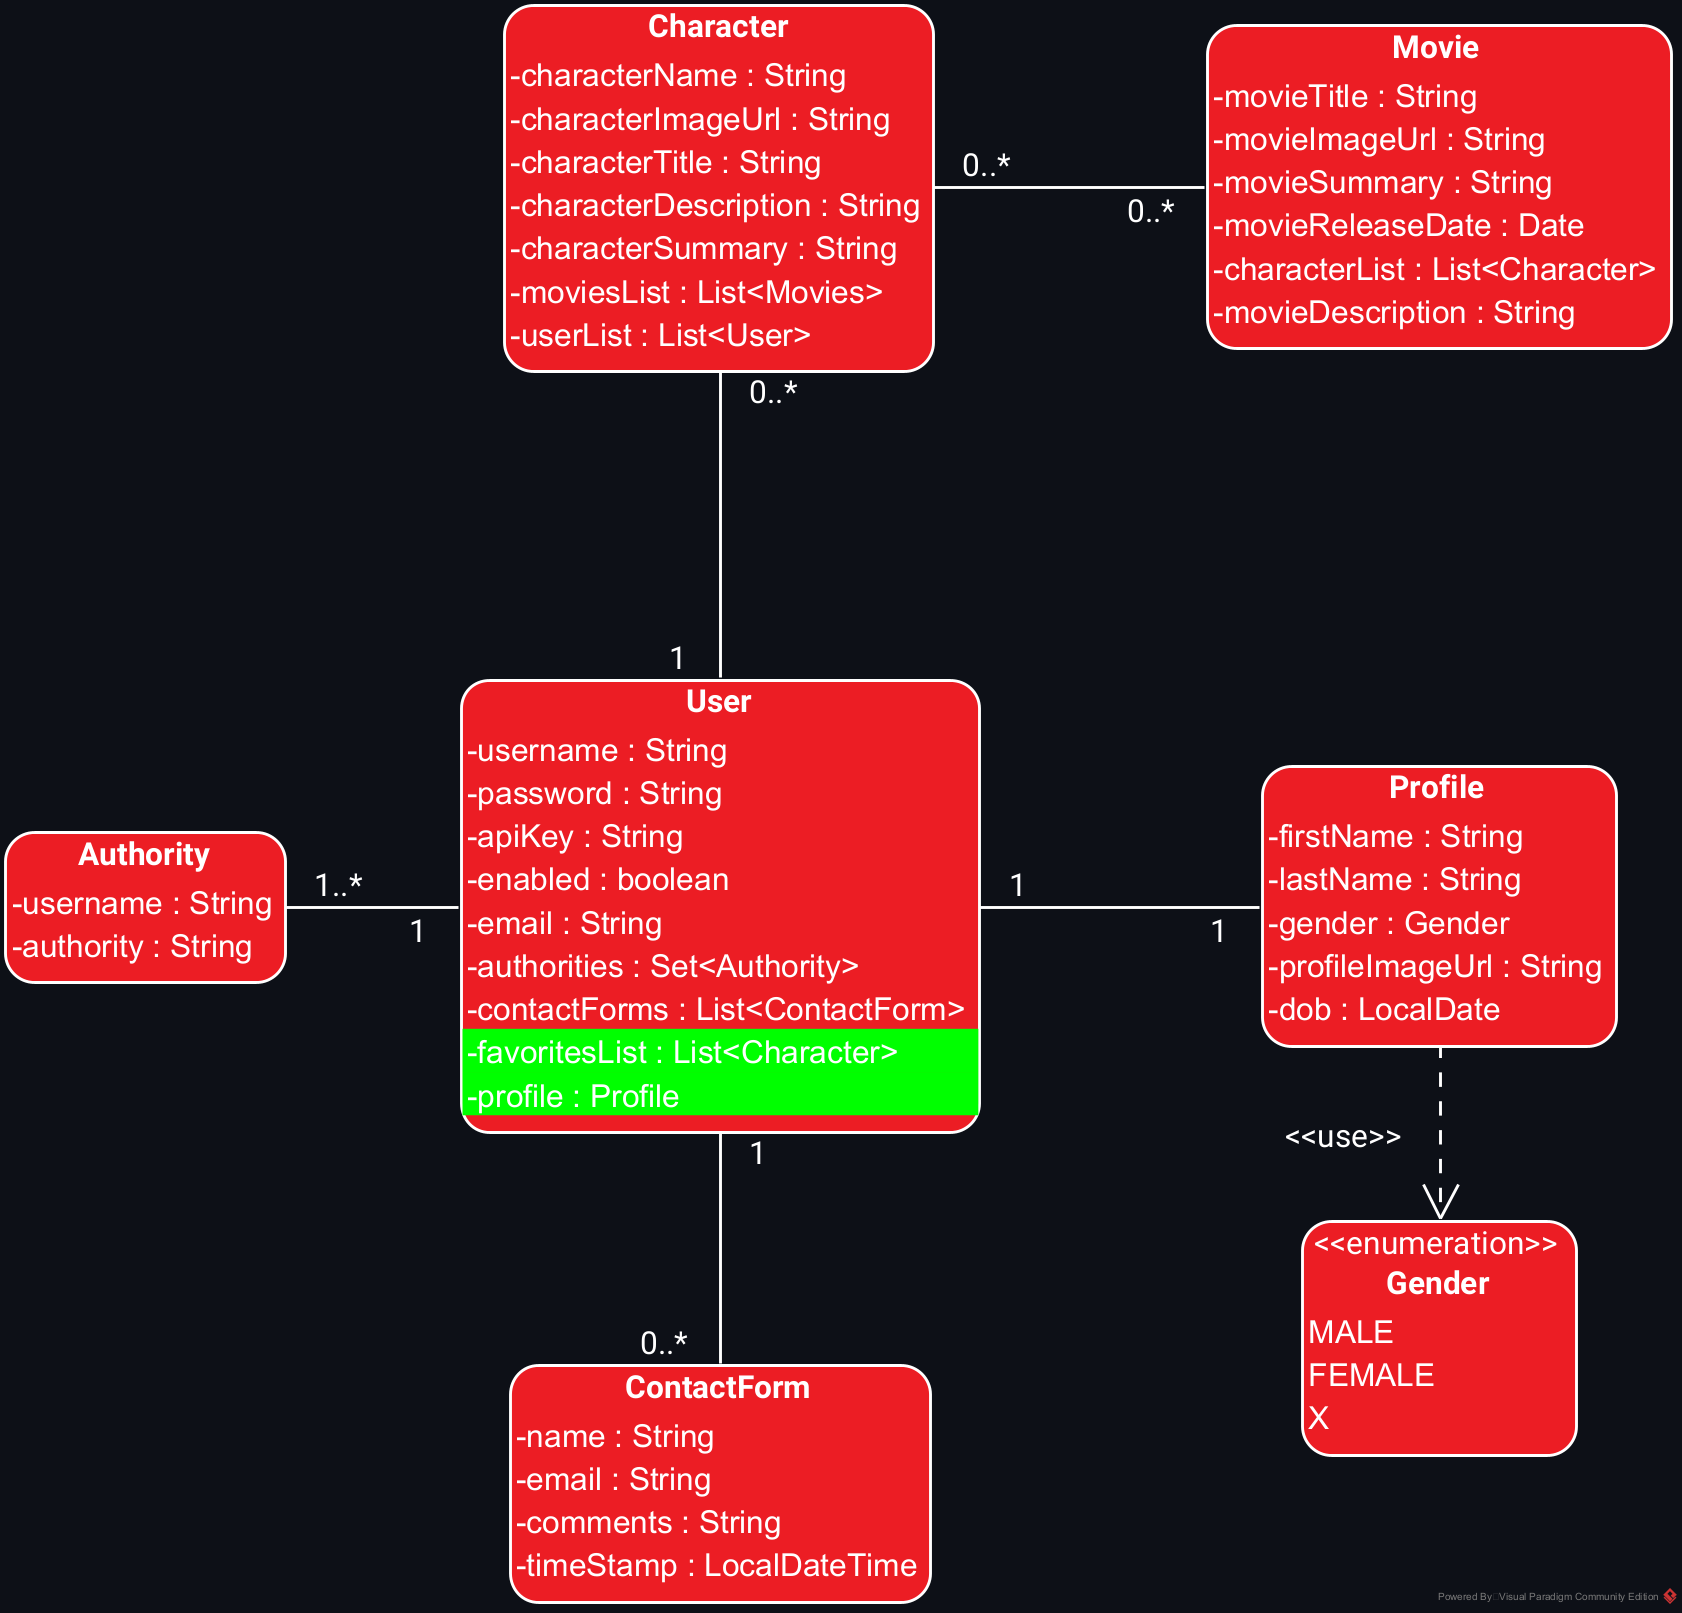 Character
-characterName : String
-characterImageUrl : String
-characterTitle : String
-characterDescription : String
-characterSummary : String
-moviesList : List<Movies>
-userList : List<User>
Movie
-movieTitle : String
-movieImageUrl : String
-movieSummary : String
-movieReleaseDate : Date
-characterList : List<Character>
-movieDescription : String
0..*
0..*
0..*
1
User
-username : String
-password : String
-apiKey : String
-enabled : boolean
-email : String
-authorities : Set<Authority>
-contactForms : List<ContactForm>
-favoritesList : List<Character>
-profile : Profile
Authority
-username : String
-authority : String
1..*
1
1
1
Profile
-firstName : String
-lastName : String
-gender : Gender
-profileImageUrl : String
-dob : LocalDate
<<use>>
<<enumeration>>
Gender
MALE
FEMALE
X
1
0..*
ContactForm
-name : String
-email : String
-comments : String
-timeStamp : LocalDateTime
Powered By Visual Paradigm Community Edition